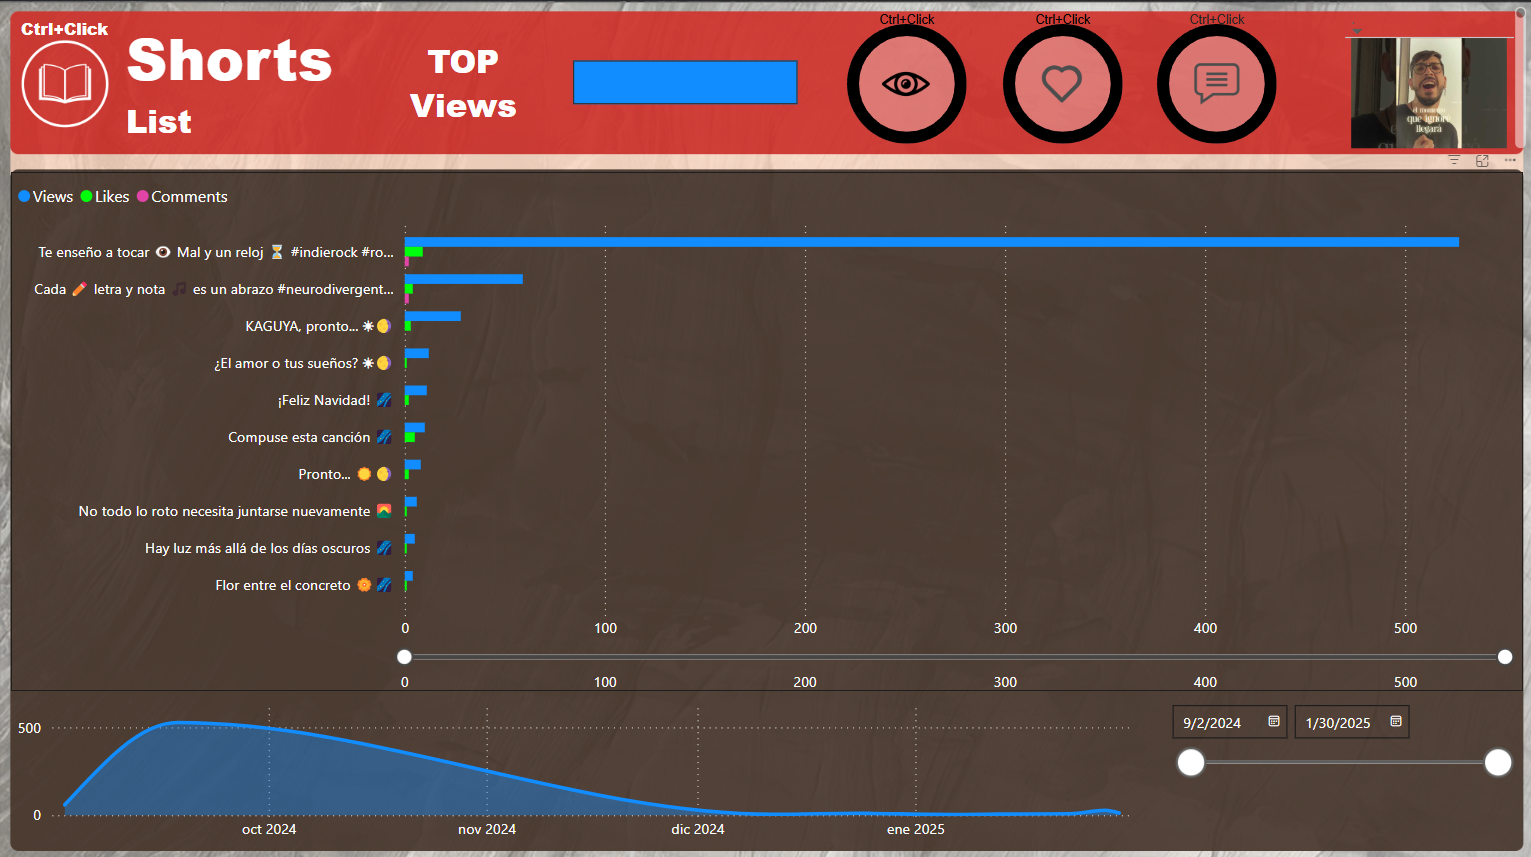 Ctrl+Click
Shorts
List
TOP
Views
Ctrl+Click
Ctrl+Click
Ctrl+Click
el momento
que ignoré
llegará
Views Likes Comments
Te enseño a tocar 👁️ Mal y un reloj ⏳ #indierock #ro...
Cada ✏️ letra y nota 🎵 es un abrazo #neurodivergent...
KAGUYA, pronto... ☀🌖
¿El amor o tus sueños? ☀🌖
¡Feliz Navidad! 🌌
Compuse esta canción 🌌
Pronto... 🌞 🌖
No todo lo roto necesita juntarse nuevamente 🌄
Hay luz más allá de los días oscuros 🌌
Flor entre el concreto 🌼 🌌
0 100 200 300 400 500
0 100 200 300 400 500
500
0
oct 2024 nov 2024 dic 2024 ene 2025
9/2/2024 1/30/2025